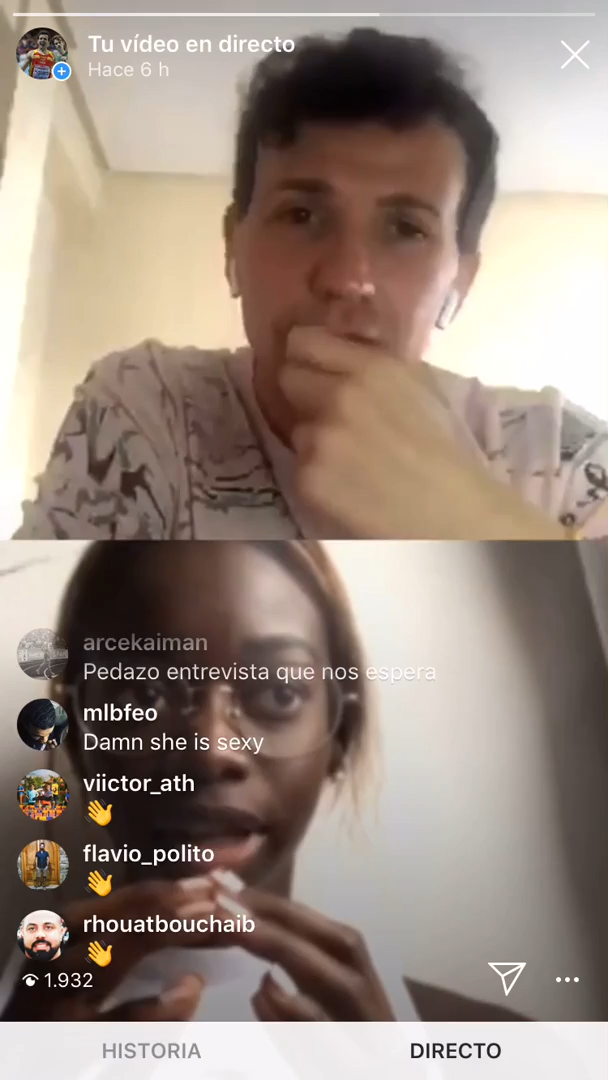 Tu vídeo en directo
Hace 6 h
arcekaiman
Pedazo entrevista que nos espera
mlbfeo
Damn she is sexy
viictor_ath
👋
flavio_polito
👋
rhouatbouchaib
👋
1.932
HISTORIA
DIRECTO